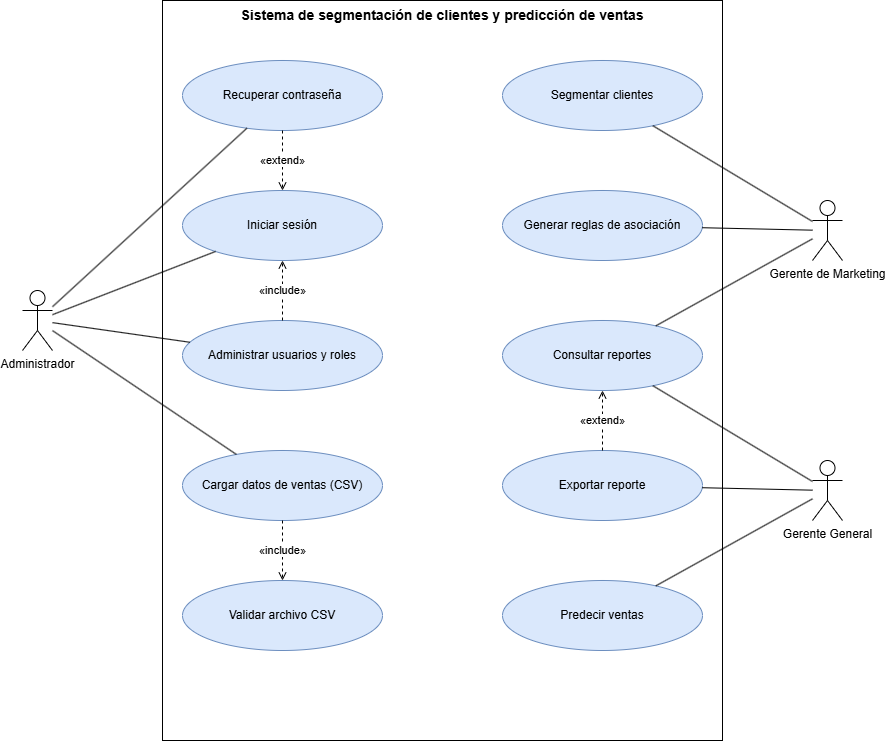 Sistema de segmentación de clientes y predicción de ventas
Recuperar contraseña
Segmentar clientes
«extend»
Iniciar sesión
Generar reglas de asociación
Gerente de Marketing
«include»
Administrador
Administrar usuarios y roles
Consultar reportes
«extend»
Cargar datos de ventas (CSV)
Exportar reporte
Gerente General
«include»
Validar archivo CSV
Predecir ventas